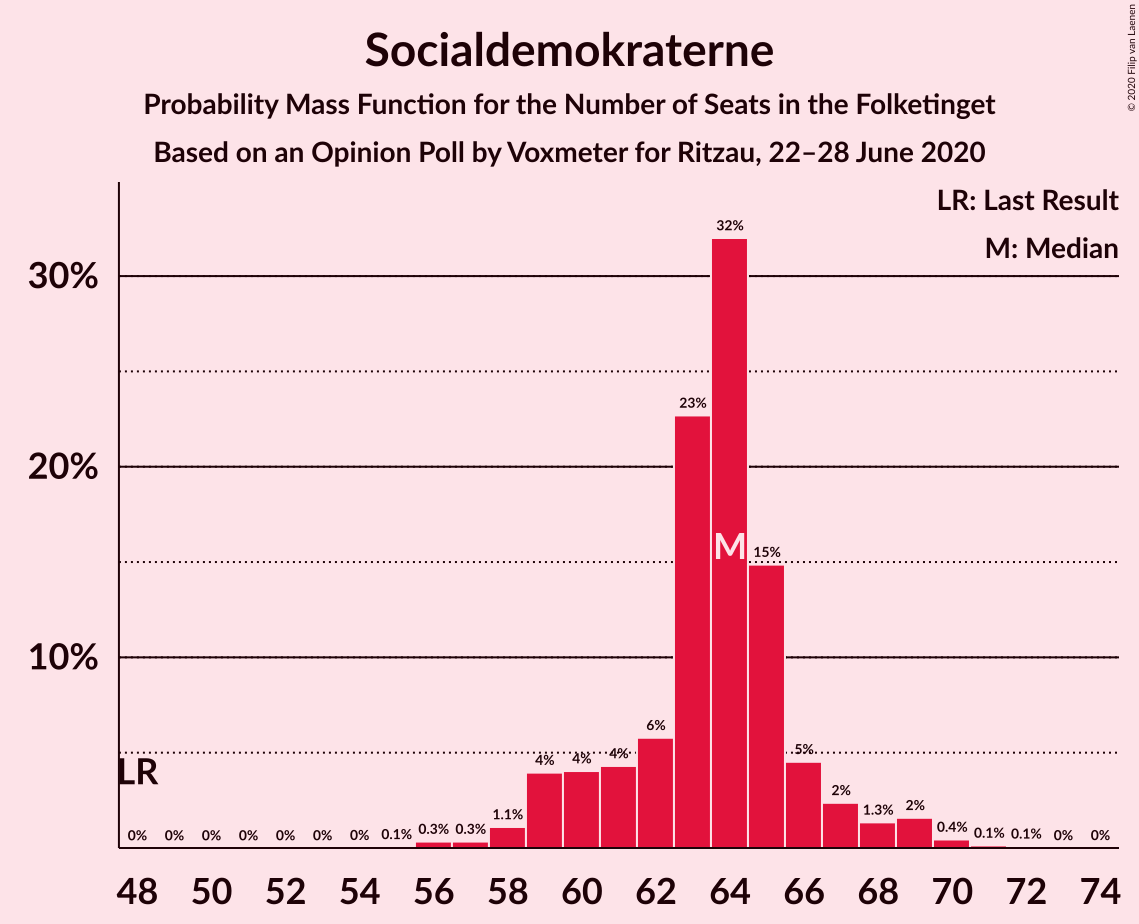 Socialdemokraterne
Probability Mass Function for the Number of Seats in the Folketinget
Based on an Opinion Poll by Voxmeter for Ritzau, 22–28 June 2020
© 2020 Filip van Laenen
LR: Last Result
M: Median
30%
20%
10%
LR
M
0% 0% 0% 0% 0% 0% 0% 0.1% 0.3% 0.3% 1.1% 4% 4% 4% 6% 23% 32% 15% 5% 2% 1.3% 2% 0.4% 0.1% 0.1% 0% 0%
48 50 52 54 56 58 60 62 64 66 68 70 72 74